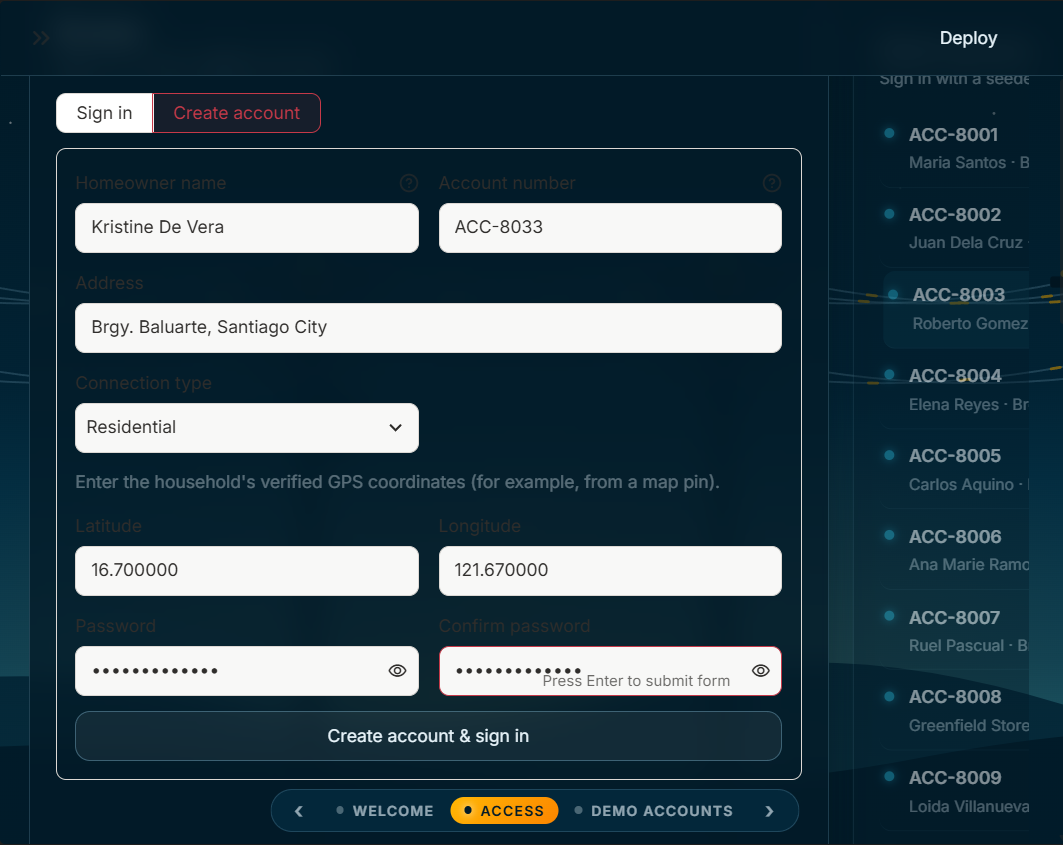 Deploy
Sign in
Create account
Homeowner name
Account number
Kristine De Vera
ACC-8033
Address
Brgy. Baluarte, Santiago City
Connection type
Residential
Enter the household's verified GPS coordinates (for example, from a map pin).
Latitude
Longitude
16.700000
121.670000
Password
Confirm password
•••••••••••••
•••••••••••••
Press Enter to submit form
Create account & sign in
WELCOME
ACCESS
DEMO ACCOUNTS
Sign in with a seede
ACC-8001
Maria Santos · B
ACC-8002
Juan Dela Cruz ·
ACC-8003
Roberto Gomez
ACC-8004
Elena Reyes · Br
ACC-8005
Carlos Aquino ·
ACC-8006
Ana Marie Ramo
ACC-8007
Ruel Pascual · B
ACC-8008
Greenfield Store
ACC-8009
Loida Villanueva